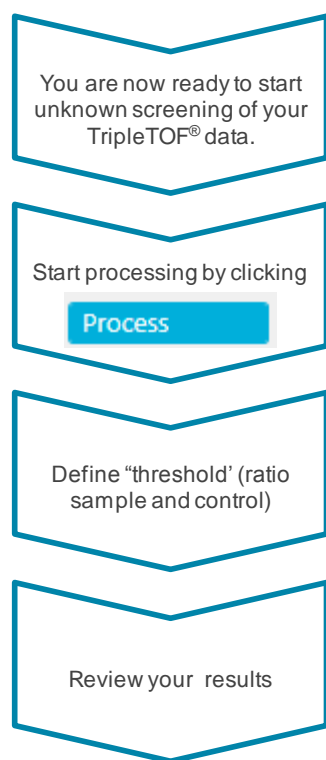 You are now ready to start
unknown screening of your
TripleTOF® data.
Start processing by clicking
Process
Define “threshold’ (ratio
sample and control)
Review your results